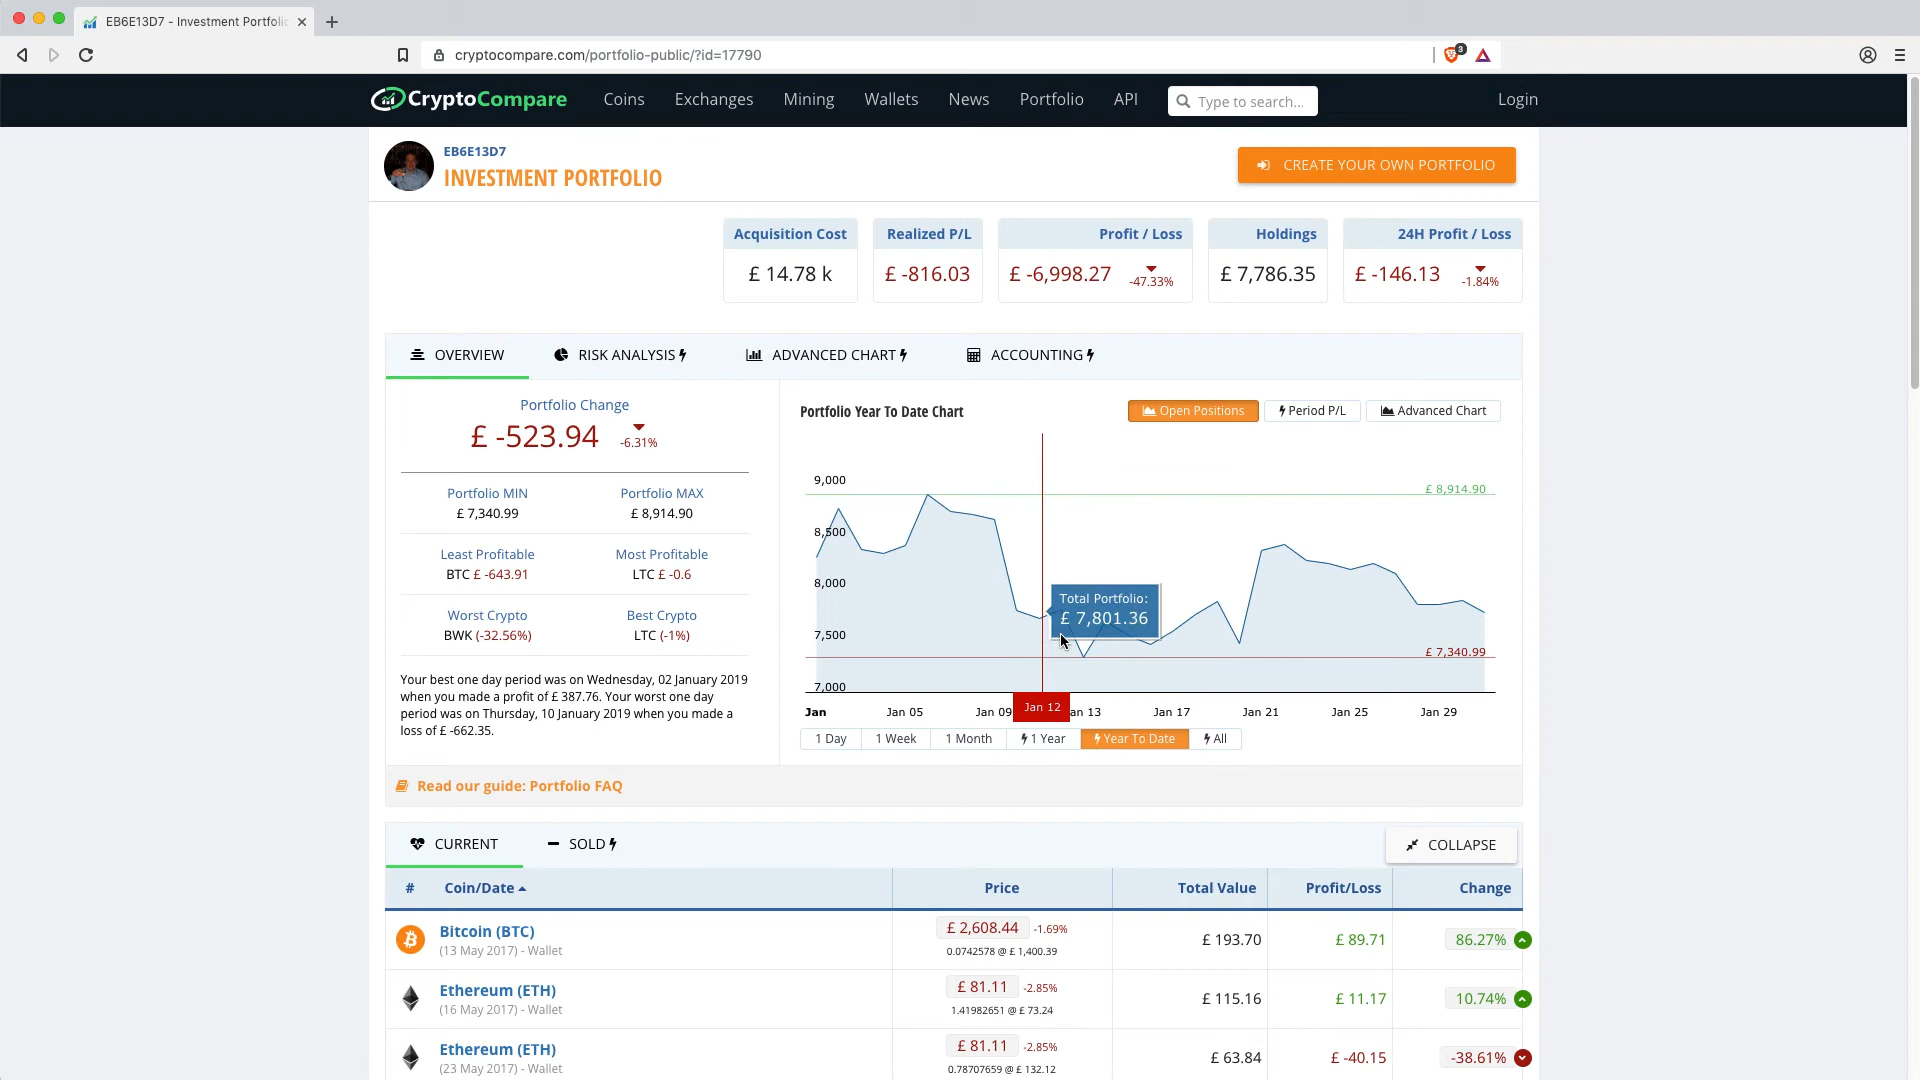 EB6E13D7 - Investment Portfolio
cryptocompare.com/portfolio-public/?id=17790
3
CryptoCompare
Coins
Exchanges
Mining
Wallets
News
Portfolio
API
Type to search...
Login
EB6E13D7
INVESTMENT PORTFOLIO
CREATE YOUR OWN PORTFOLIO
Acquisition Cost
£ 14.78 k
Realized P/L
£ -816.03
Profit / Loss
£ -6,998.27
-47.33%
Holdings
£ 7,786.35
24H Profit / Loss
£ -146.13
-1.84%
OVERVIEW
RISK ANALYSIS
ADVANCED CHART
ACCOUNTING
Portfolio Change
£ -523.94
-6.31%
Portfolio MIN
£ 7,340.99
Portfolio MAX
£ 8,914.90
Least Profitable
BTC £ -643.91
Most Profitable
LTC £ -0.6
Worst Crypto
BWK (-32.56%)
Best Crypto
LTC (-1%)
Your best one day period was on Wednesday, 02 January 2019
when you made a profit of £ 387.76. Your worst one day
period was on Thursday, 10 January 2019 when you made a
loss of £ -662.35.
Portfolio Year To Date Chart
Open Positions
Period P/L
Advanced Chart
9,000
8,500
8,000
7,500
7,000
£ 8,914.90
£ 7,340.99
Total Portfolio:
£ 7,801.36
Jan
Jan 05
Jan 09
Jan 12
an 13
Jan 17
Jan 21
Jan 25
Jan 29
1 Day
1 Week
1 Month
1 Year
Year To Date
All
Read our guide: Portfolio FAQ
CURRENT
SOLD
COLLAPSE
#
Coin/Date
Price
Total Value
Profit/Loss
Change
Bitcoin (BTC)
(13 May 2017) - Wallet
£ 2,608.44 -1.69%
0.0742578 @ £ 1,400.39
£ 193.70
£ 89.71
86.27%
Ethereum (ETH)
(16 May 2017) - Wallet
£ 81.11 -2.85%
1.41982651 @ £ 73.24
£ 115.16
£ 11.17
10.74%
Ethereum (ETH)
(23 May 2017) - Wallet
£ 81.11 -2.85%
0.78707659 @ £ 132.12
£ 63.84
£ -40.15
-38.61%